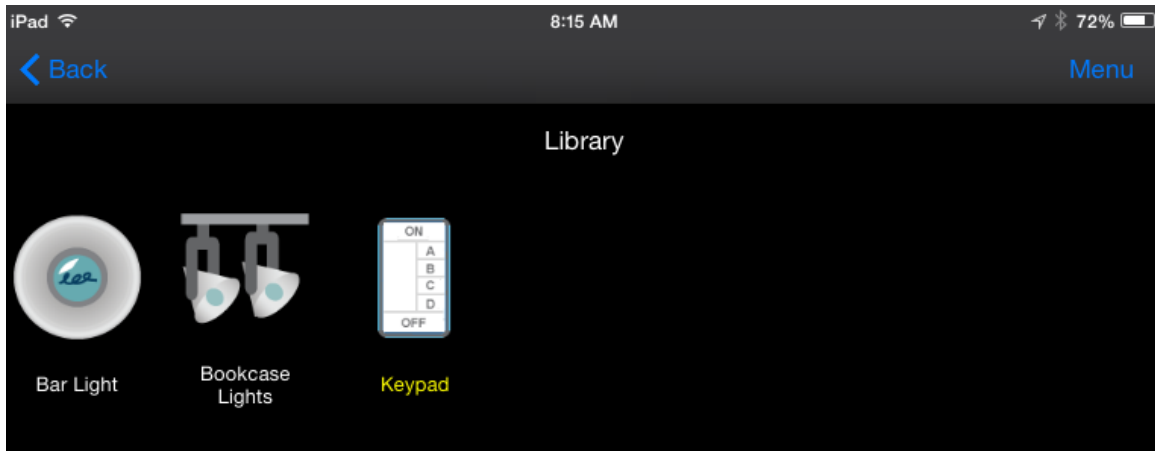 iPad 8:15 AM 72%
Back Menu
Library
ON
A
B
C
D
OFF
Bar Light
Bookcase
Lights
Keypad